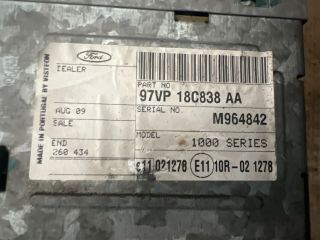 MADE IN PORTUGAL BY VISTEON
Ford
DEALER
PART NO
97VP 18C838 AA
SERIAL NO.
M964842
AUG 09
SALE
MODEL
1000 SERIES
END
260 434
e11 021278
E11
10R-02 1278